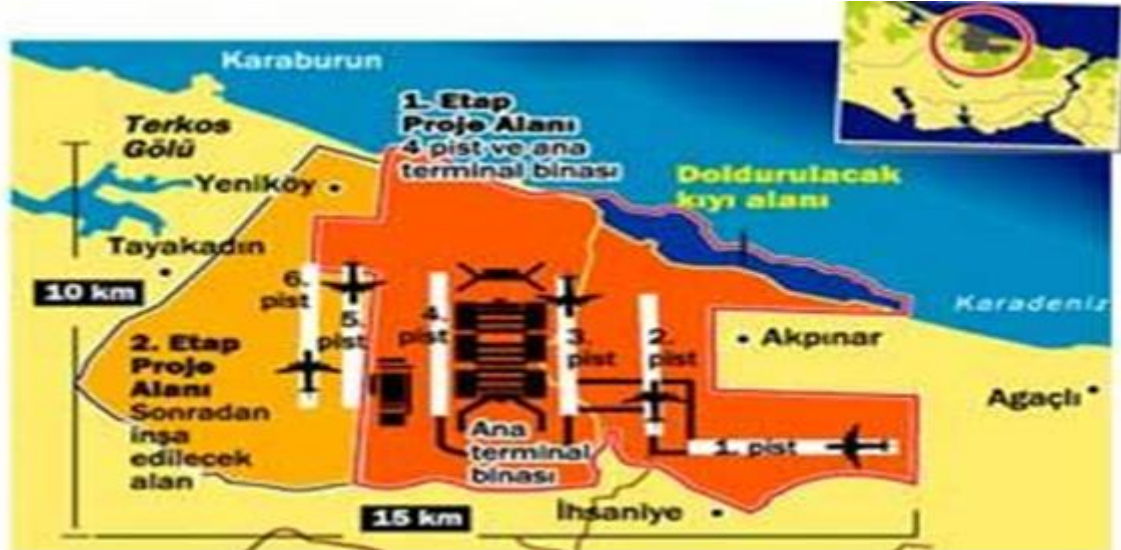 Karaburun
1. Etap
Proje Alanı
4 pist ve ana
terminal binası
Terkos
Gölü
Yeniköy
Doldurulacak
kıyı alanı
Tayakadın
10 km
Karadeniz
6.
pist
5.
pist
4.
pist
3.
pist
2.
pist
Akpınar
2. Etap
Proje
Alanı
Sonradan
inşa
edilecek
alan
Agaçlı
Ana
terminal
binası
1. pist
15 km
İhsaniye